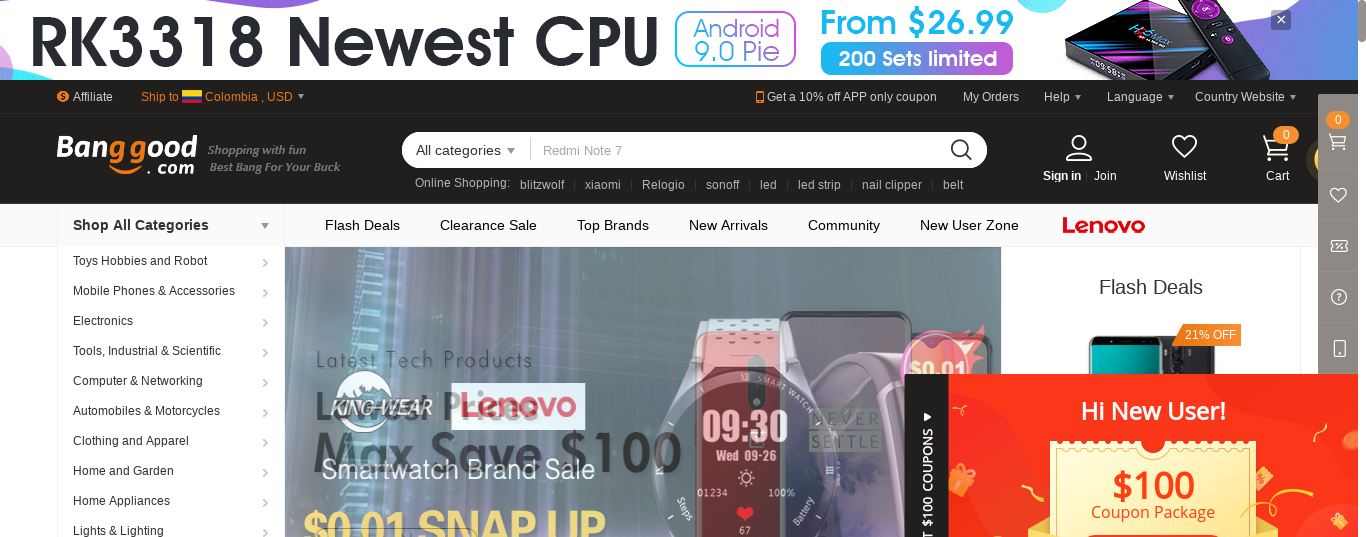 RK3318 Newest CPU
Android
9.0 Pie
From $26.99
200 Sets limited
Affiliate
Ship to Colombia , USD
Get a 10% off APP only coupon
My Orders
Help
Language
Country Website
Banggood
.com
Shopping with fun
Best Bang For Your Buck
All categories
Redmi Note 7
Online Shopping:
blitzwolf
xiaomi
Relogio
sonoff
led
led strip
nail clipper
belt
Sign in
Join
Wishlist
0
Cart
0
Shop All Categories
Flash Deals
Clearance Sale
Top Brands
New Arrivals
Community
New User Zone
Lenovo
Toys Hobbies and Robot
Mobile Phones & Accessories
Electronics
Tools, Industrial & Scientific
Computer & Networking
Automobiles & Motorcycles
Clothing and Apparel
Home and Garden
Home Appliances
Lights & Lighting
Latest Tech Products
KING-WEAR
Lenovo
Lowest Prices
Max Save $100
Smartwatch Brand Sale
$0.01 SNAP UP
$0.01
SMART WATCH
09:30
Wed 09-26
01234
100%
67
Steps
Battery
NEVER
SETTLE
Flash Deals
21% OFF
$100 COUPONS
Hi New User!
$100
Coupon Package